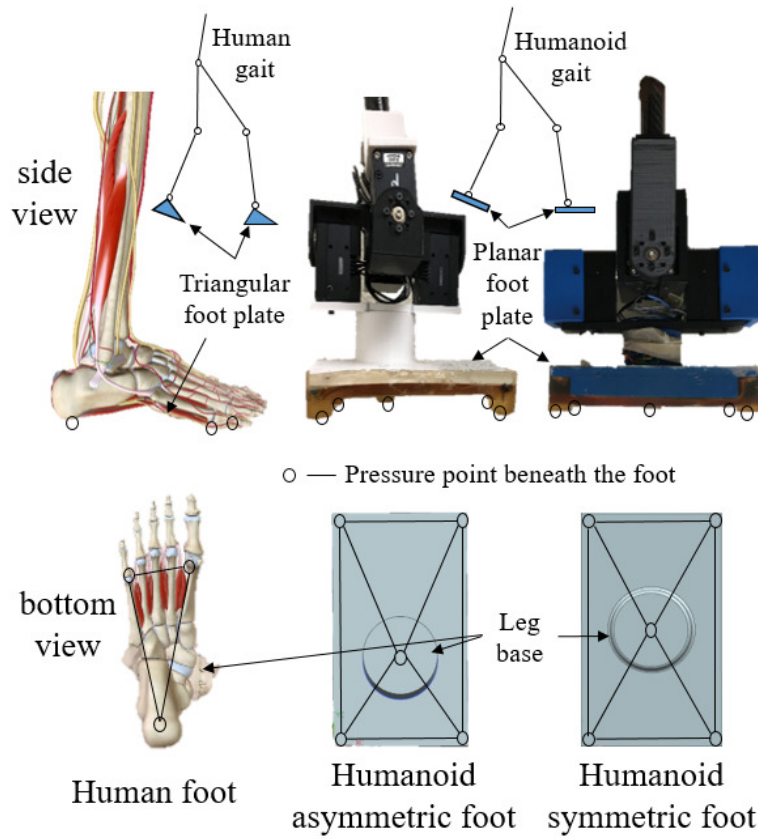 Human
gait
Humanoid
gait
side
view
Triangular
foot plate
Planar
foot
plate
— Pressure point beneath the foot
bottom
view
Leg
base
Human foot
Humanoid
asymmetric foot
Humanoid
symmetric foot